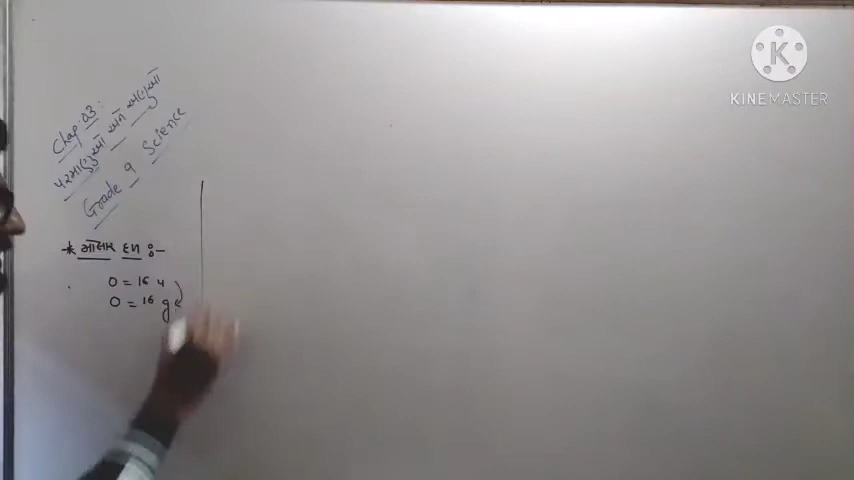 Chap: 03:
પરમાણુઓ અને અણુઓ
Grade 9 Science
* મોલર દળ :-
O = 16 u
O = 16 g
K
KINEMASTER